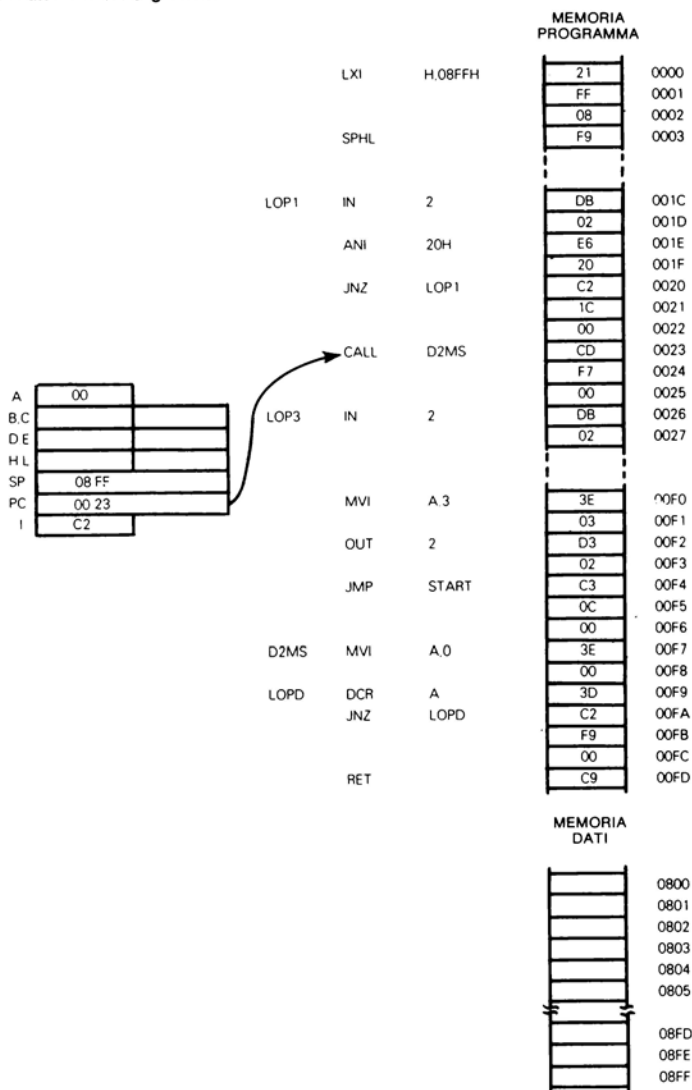 MEMORIA
PROGRAMMA
LXI H,08FFH 21 0000
FF 0001
08 0002
SPHL F9 0003
LOP1 IN 2 DB 001C
02 001D
ANI 20H E6 001E
20 001F
JNZ LOP1 C2 0020
1C 0021
00 0022
CALL D2MS CD 0023
F7 0024
00 0025
LOP3 IN 2 DB 0026
02 0027
A 00
B,C
D E
H L
SP 08 FF
PC 00 23
I C2
MVI A,3 3E 00F0
03 00F1
OUT 2 D3 00F2
02 00F3
JMP START C3 00F4
0C 00F5
00 00F6
D2MS MVI A,0 3E 00F7
00 00F8
LOPD DCR A 3D 00F9
JNZ LOPD C2 00FA
F9 00FB
00 00FC
RET C9 00FD
MEMORIA
DATI
0800
0801
0802
0803
0804
0805
08FD
08FE
08FF